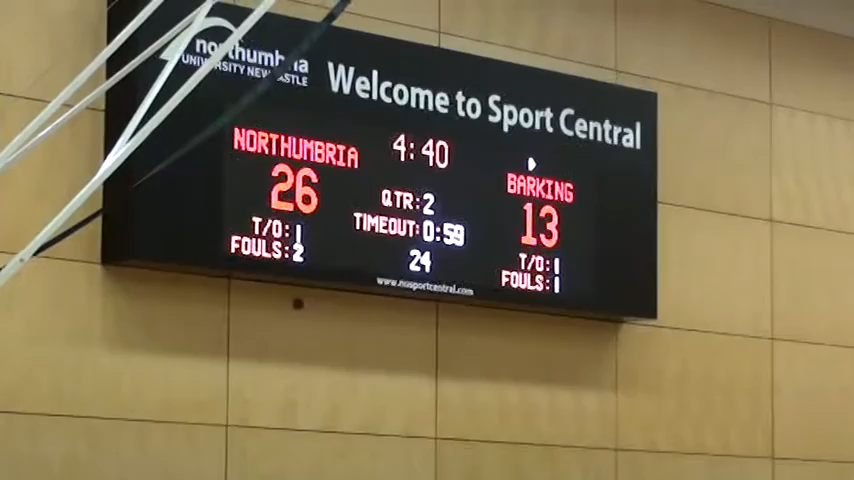 northumbria
UNIVERSITY NEWCASTLE
Welcome to Sport Central
NORTHUMBRIA
4:40
BARKING
26
QTR:2
13
TIMEOUT:0:59
T/O:1
FOULS:2
24
T/O:1
FOULS:1
www.nusportcentral.com